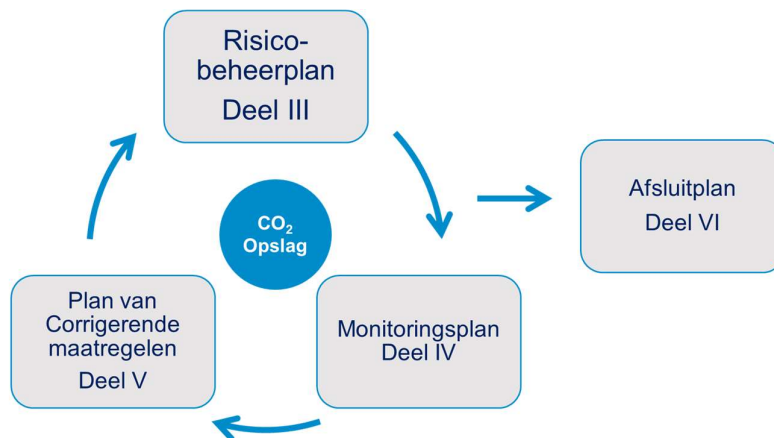 Risico-
beheerplan
Deel III
Afsluitplan
Deel VI
CO₂
Opslag
Plan van
Corrigerende
maatregelen
Deel V
Monitoringsplan
Deel IV